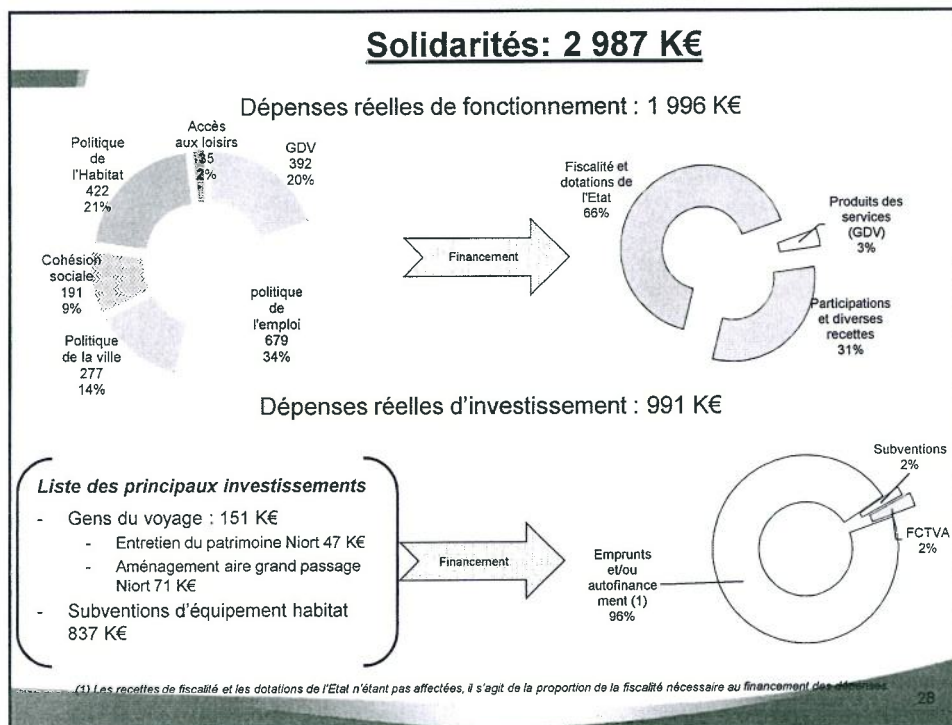 Solidarités: 2 987 K€
Dépenses réelles de fonctionnement : 1 996 K€
Accès
aux loisirs
35
2%
GDV
392
20%
Politique
de
l'Habitat
422
21%
Cohésion
sociale
191
9%
Politique
de la ville
277
14%
politique
de
l'emploi
679
34%
Financement
Fiscalité et
dotations de
l'Etat
66%
Produits des
services
(GDV)
3%
Participations
et diverses
recettes
31%
Dépenses réelles d'investissement : 991 K€
Liste des principaux investissements
- Gens du voyage : 151 K€
- Entretien du patrimoine Niort 47 K€
- Aménagement aire grand passage
Niort 71 K€
- Subventions d'équipement habitat
837 K€
Financement
Emprunts
et/ou
autofinance
ment (1)
96%
Subventions
2%
FCTVA
2%
(1) Les recettes de fiscalité et les dotations de l'Etat n'étant pas affectées, il s'agit de la proportion de la fiscalité nécessaire au financement des dépenses
28